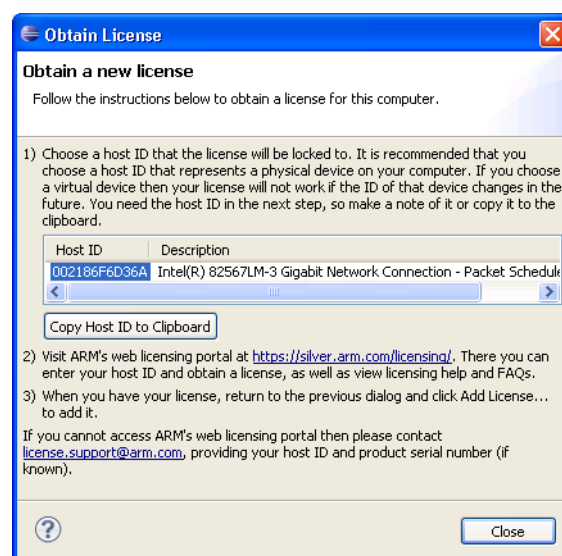 Obtain License
Obtain a new license
Follow the instructions below to obtain a license for this computer.
1) Choose a host ID that the license will be locked to. It is recommended that you
choose a host ID that represents a physical device on your computer. If you choose
a virtual device then your license will not work if the ID of that device changes in the
future. You need the host ID in the next step, so make a note of it or copy it to the
clipboard.
Host ID Description
002186F6D36A Intel(R) 82567LM-3 Gigabit Network Connection - Packet Schedule
Copy Host ID to Clipboard
2) Visit ARM's web licensing portal at https://silver.arm.com/licensing/. There you can
enter your host ID and obtain a license, as well as view licensing help and FAQs.
3) When you have your license, return to the previous dialog and click Add License...
to add it.
If you cannot access ARM's web licensing portal then please contact
license.support@arm.com, providing your host ID and product serial number (if
known).
?
Close